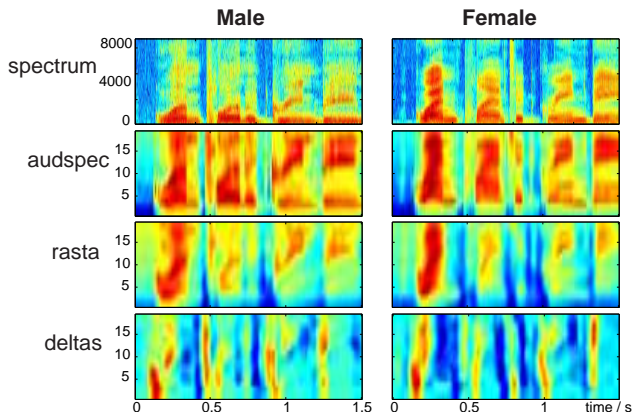 Male Female
spectrum 8000 4000 0
audspec 15 10 5
rasta 15 10 5
deltas 15 10 5
0 0.5 1 1.5 0 0.5 1 time / s